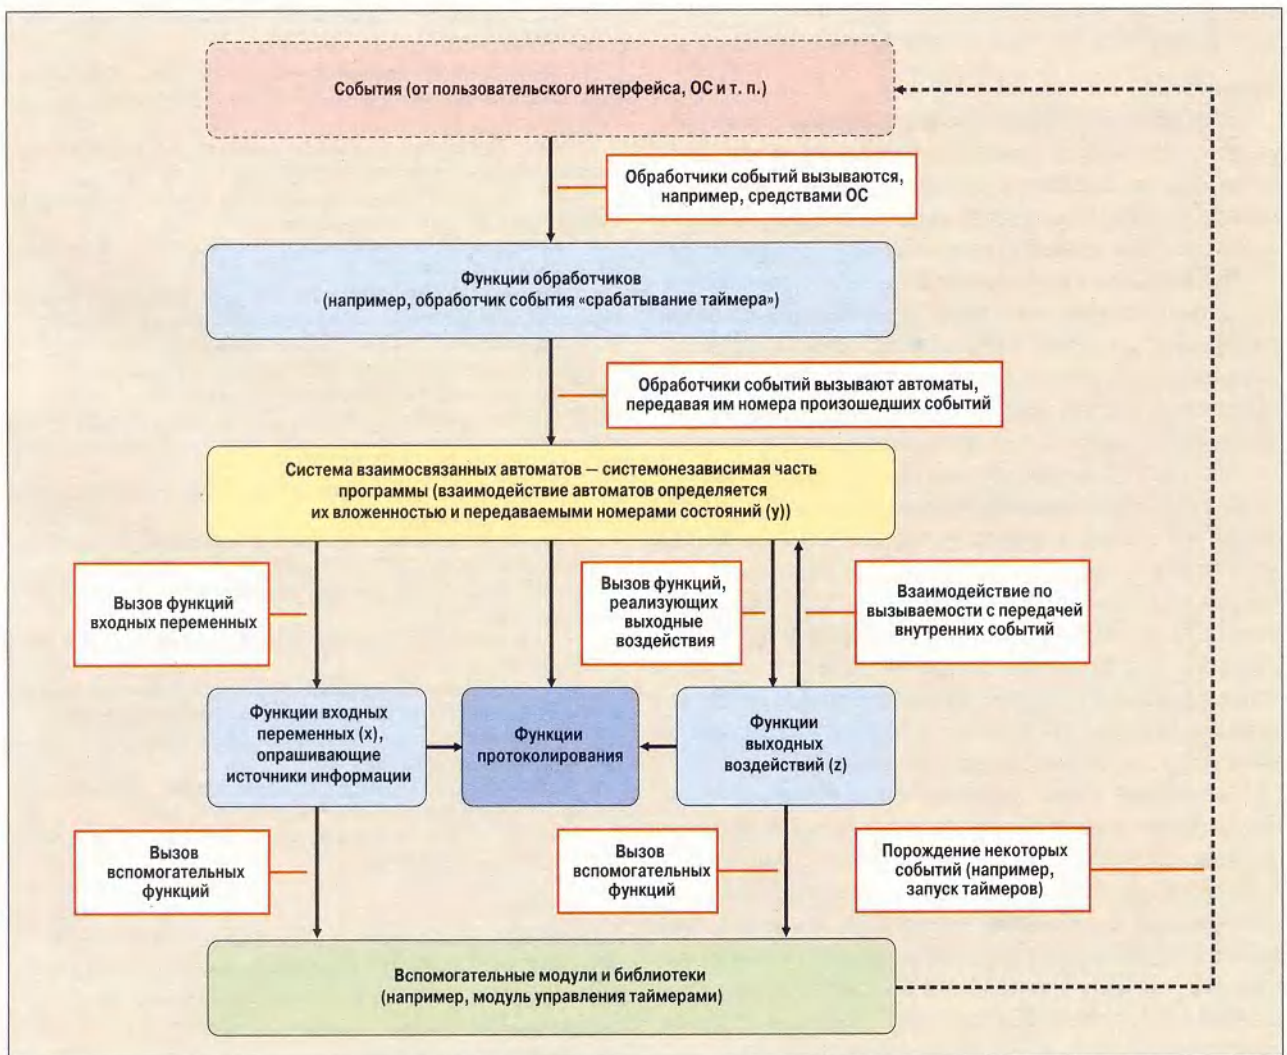 События (от пользовательского интерфейса, ОС и т. п.)
Обработчики событий вызываются,
например, средствами ОС
Функции обработчиков
(например, обработчик события «срабатывание таймера»)
Обработчики событий вызывают автоматы,
передавая им номера произошедших событий
Система взаимосвязанных автоматов — системонезависимая часть
программы (взаимодействие автоматов определяется
их вложенностью и передаваемыми номерами состояний (y))
Вызов функций
входных переменных
Вызов функций,
реализующих
выходные
воздействия
Взаимодействие по
вызываемости с передачей
внутренних событий
Функции входных
переменных (x),
опрашивающие
источники информации
Функции
протоколирования
Функции
выходных
воздействий (z)
Вызов
вспомогательных
функций
Вызов
вспомогательных
функций
Порождение некоторых
событий (например,
запуск таймеров)
Вспомогательные модули и библиотеки
(например, модуль управления таймерами)